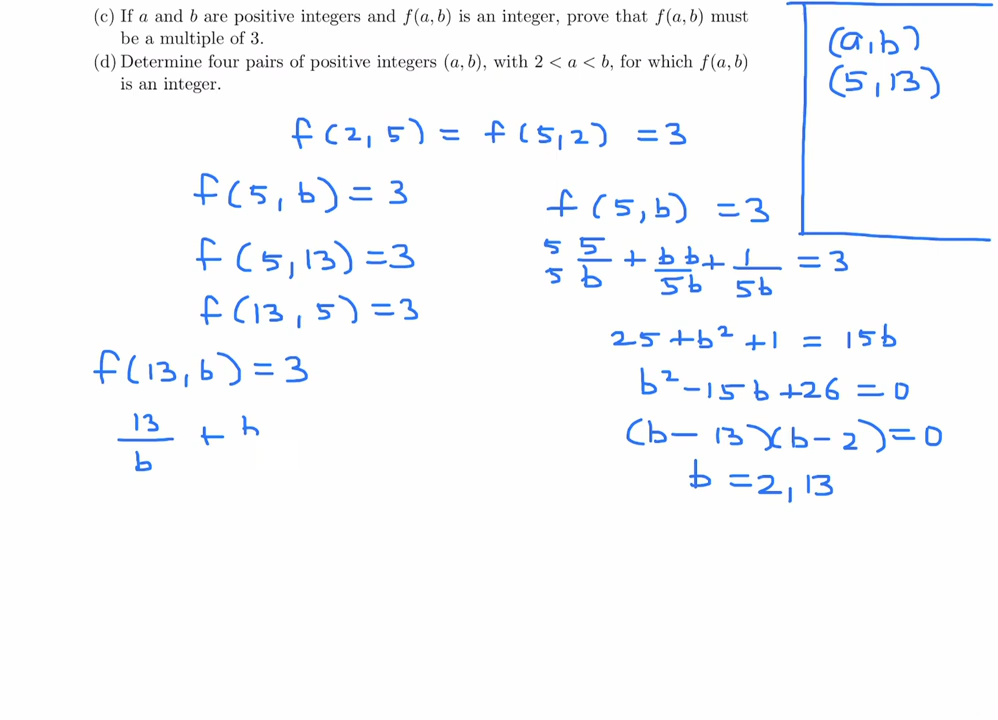 (c) If a and b are positive integers and f(a, b) is an integer, prove that f(a, b) must
be a multiple of 3.
(d) Determine four pairs of positive integers (a, b), with 2 < a < b, for which f(a, b)
is an integer.
(a,b)
(5,13)
f(2,5) = f(5,2) = 3
f(5,b) = 3
f(5,13) = 3
f(13,5) = 3
f(13,b) = 3
13/b + h
f(5,b) = 3
5 5/5 b + b b/5b + 1/5b = 3
25 + b² + 1 = 15b
b² - 15b + 26 = 0
(b - 13)(b - 2) = 0
b = 2, 13